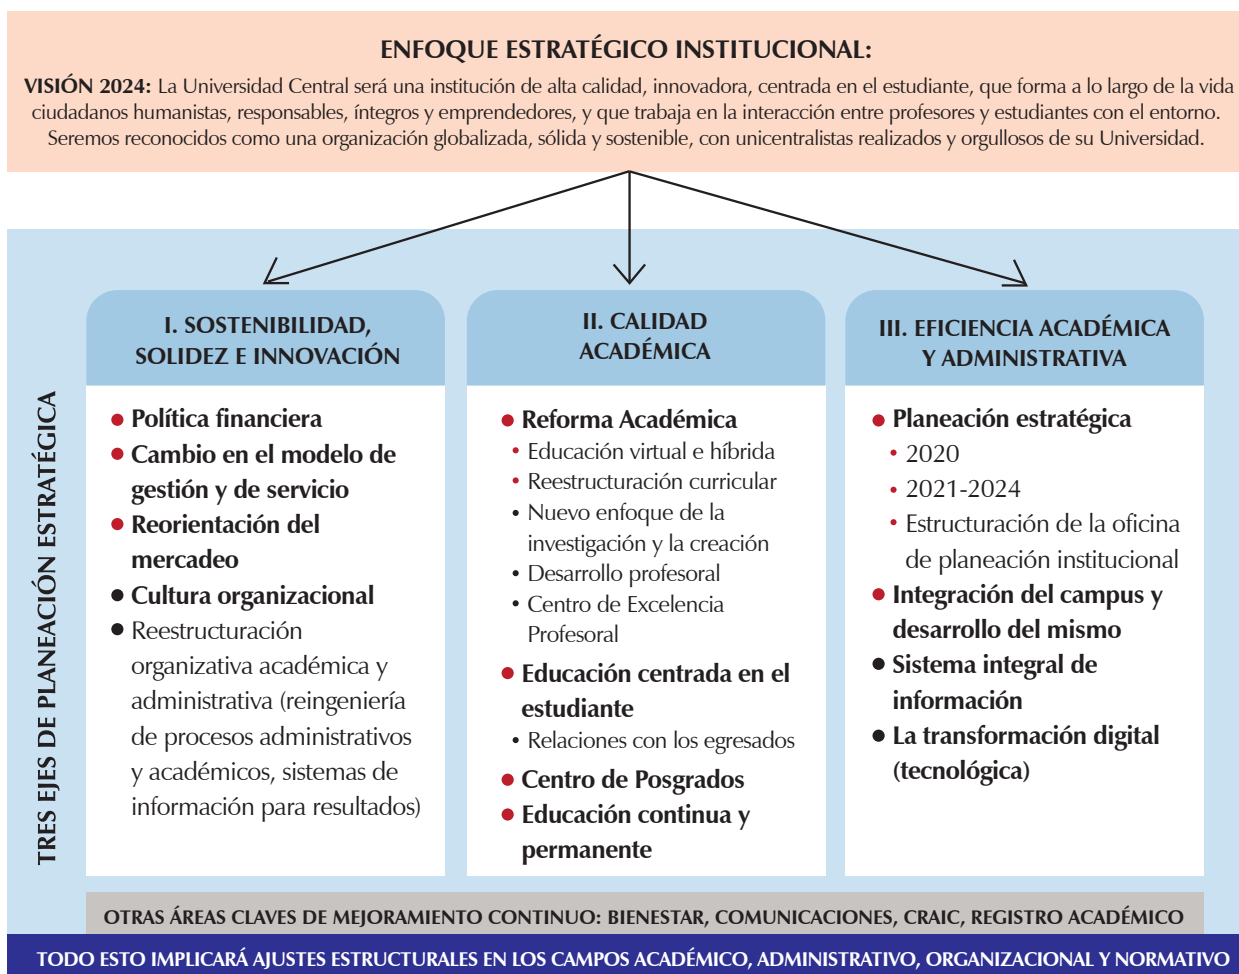 ENFOQUE ESTRATÉGICO INSTITUCIONAL:
VISIÓN 2024: La Universidad Central será una institución de alta calidad, innovadora, centrada en el estudiante, que forma a lo largo de la vida
ciudadanos humanistas, responsables, íntegros y emprendedores, y que trabaja en la interacción entre profesores y estudiantes con el entorno.
Seremos reconocidos como una organización globalizada, sólida y sostenible, con unicentralistas realizados y orgullosos de su Universidad.
TRES EJES DE PLANEACIÓN ESTRATÉGICA
I. SOSTENIBILIDAD,
SOLIDEZ E INNOVACIÓN
• Política financiera
• Cambio en el modelo de
gestión y de servicio
• Reorientación del
mercadeo
• Cultura organizacional
• Reestructuración
organizativa académica y
administrativa (reingeniería
de procesos administrativos
y académicos, sistemas de
información para resultados)
II. CALIDAD
ACADÉMICA
• Reforma Académica
• Educación virtual e híbrida
• Reestructuración curricular
• Nuevo enfoque de la
investigación y la creación
• Desarrollo profesoral
• Centro de Excelencia
Profesoral
• Educación centrada en el
estudiante
• Relaciones con los egresados
• Centro de Posgrados
• Educación continua y
permanente
III. EFICIENCIA ACADÉMICA
Y ADMINISTRATIVA
• Planeación estratégica
• 2020
• 2021-2024
• Estructuración de la oficina
de planeación institucional
• Integración del campus y
desarrollo del mismo
• Sistema integral de
información
• La transformación digital
(tecnológica)
OTRAS ÁREAS CLAVES DE MEJORAMIENTO CONTINUO: BIENESTAR, COMUNICACIONES, CRAIC, REGISTRO ACADÉMICO
TODO ESTO IMPLICARÁ AJUSTES ESTRUCTURALES EN LOS CAMPOS ACADÉMICO, ADMINISTRATIVO, ORGANIZACIONAL Y NORMATIVO